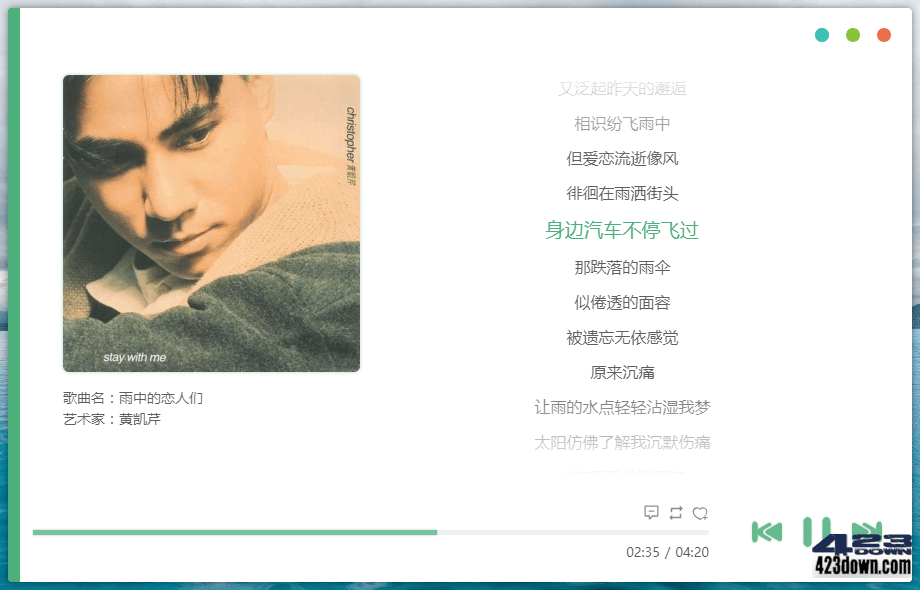 christopher 黄凯芹
stay with me
歌曲名：雨中的恋人们
艺术家：黄凯芹
又泛起昨天的邂逅
相识纷飞雨中
但爱恋流逝像风
徘徊在雨洒街头
身边汽车不停飞过
那跌落的雨伞
似倦透的面容
被遗忘无依感觉
原来沉痛
让雨的水点轻轻沾湿我梦
太阳仿佛了解我沉默伤痛
02:35 / 04:20
423
DOWN
423down.com